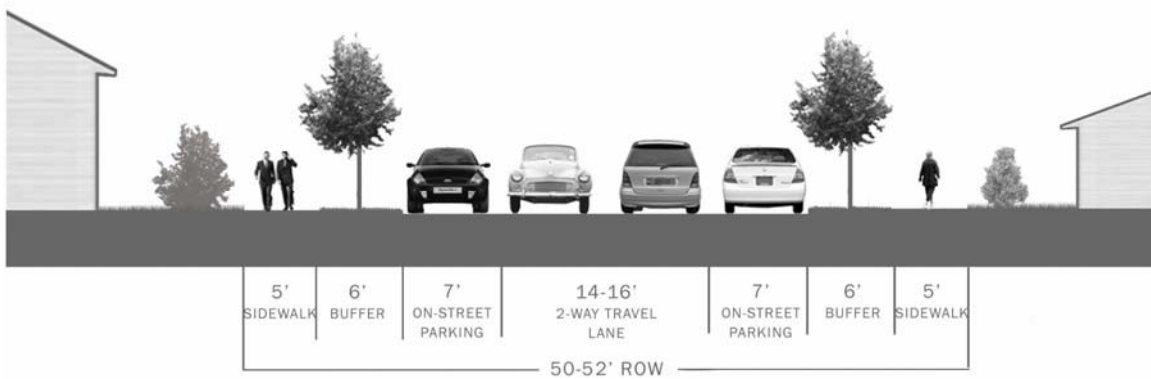 5' 6' 7' 14-16' 7' 6' 5'
SIDEWALK BUFFER ON-STREET 2-WAY TRAVEL ON-STREET BUFFER SIDEWALK
PARKING LANE PARKING
50-52' ROW